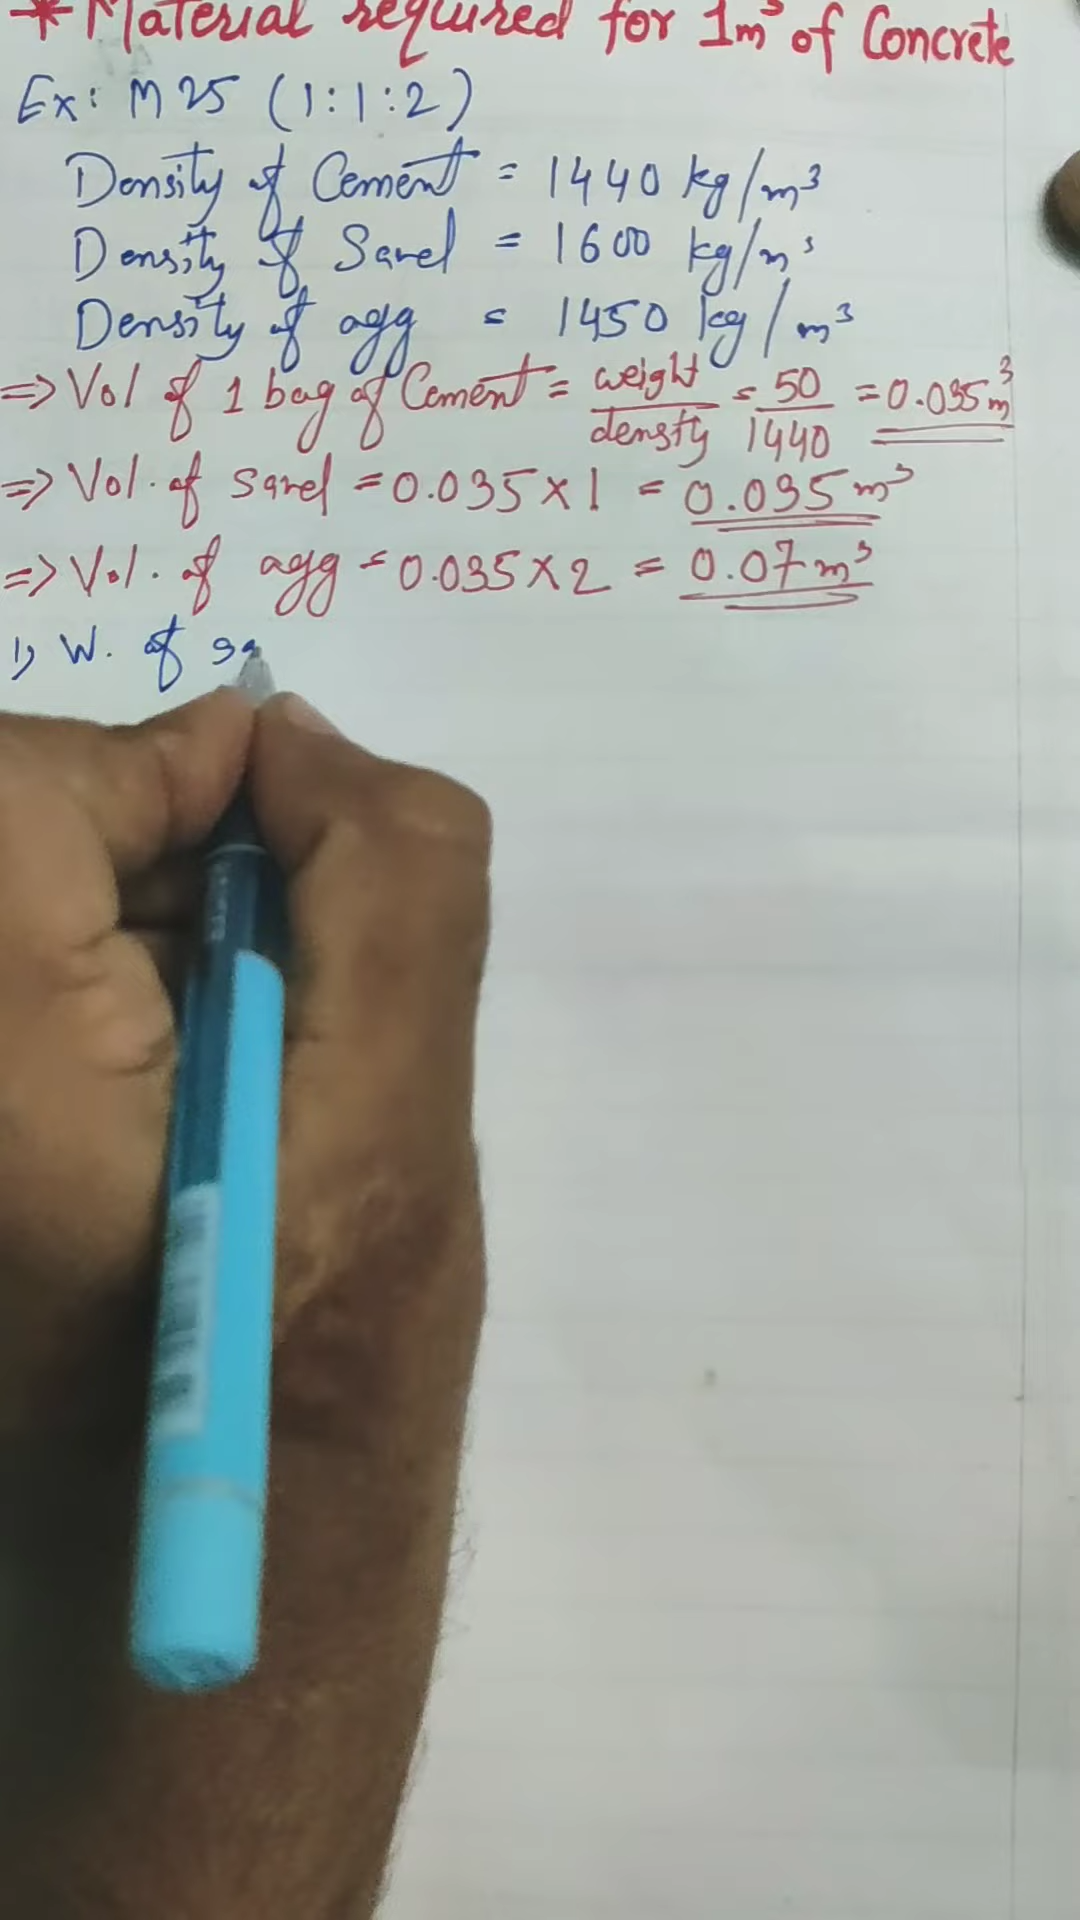 * Material required for 1m³ of Concrete
Ex: M25 (1:1:2)
Density of Cement = 1440 kg/m³
Density of Sand = 1600 kg/m³
Density of agg = 1450 kg/m³
=> Vol of 1 bag of Cement = weight/density = 50/1440 = 0.035m³
=> Vol. of Sand = 0.035 × 1 = 0.035 m³
=> Vol. of agg = 0.035 × 2 = 0.07 m³
1) W. of sa